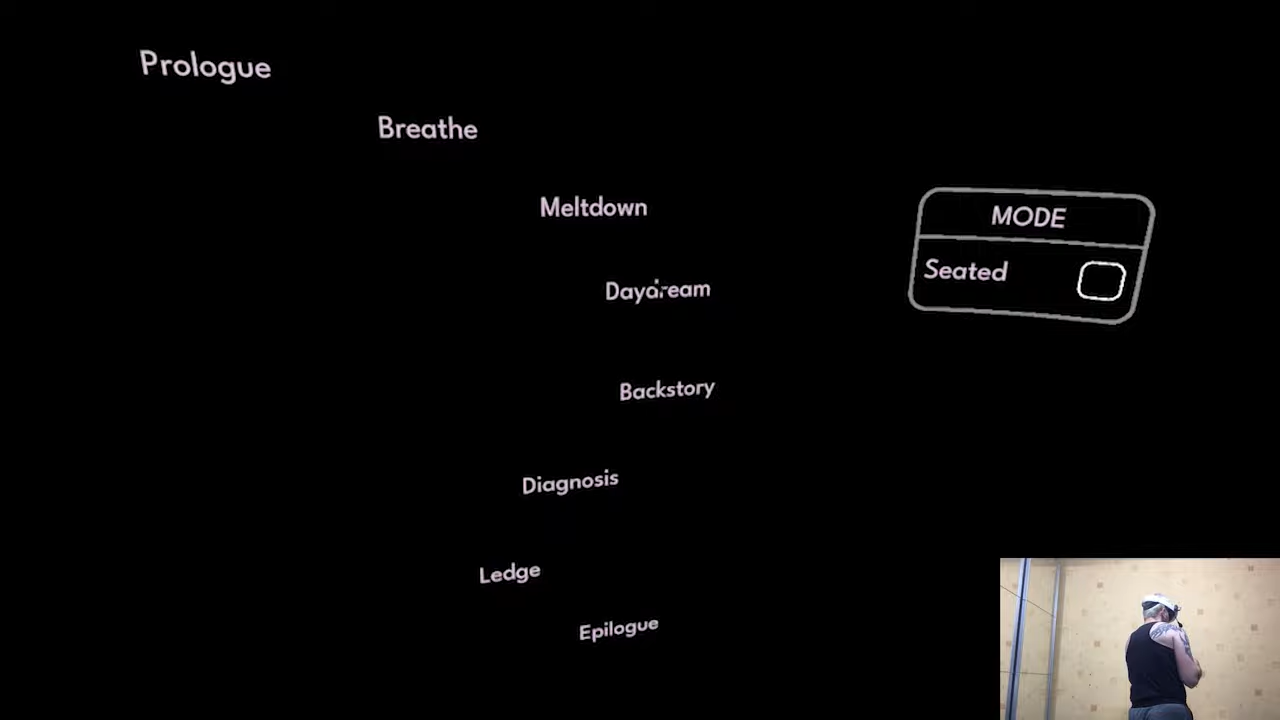 Prologue
Breathe
Meltdown
Daydream
Backstory
Diagnosis
Ledge
Epilogue
MODE
Seated